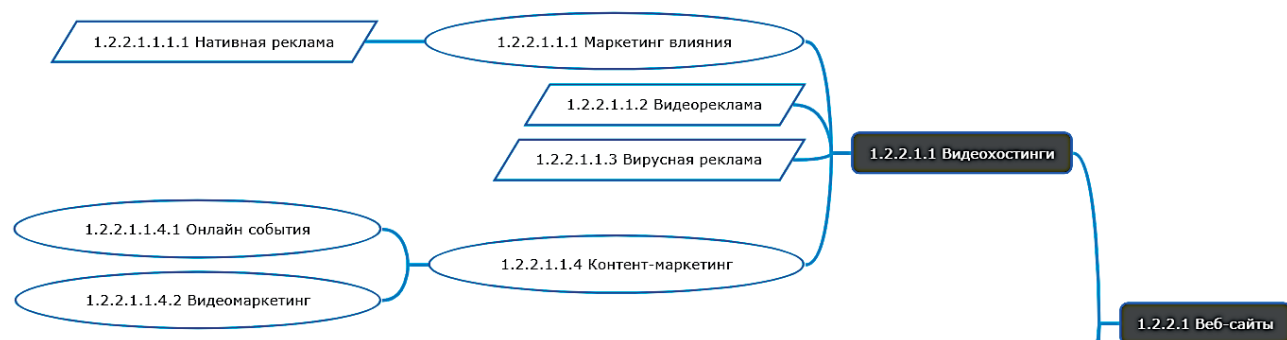 1.2.2.1.1.1.1 Нативная реклама
1.2.2.1.1.1 Маркетинг влияния
1.2.2.1.1.2 Видеореклама
1.2.2.1.1.3 Вирусная реклама
1.2.2.1.1 Видеохостинги
1.2.2.1.1.4.1 Онлайн события
1.2.2.1.1.4 Контент-маркетинг
1.2.2.1.1.4.2 Видеомаркетинг
1.2.2.1 Веб-сайты